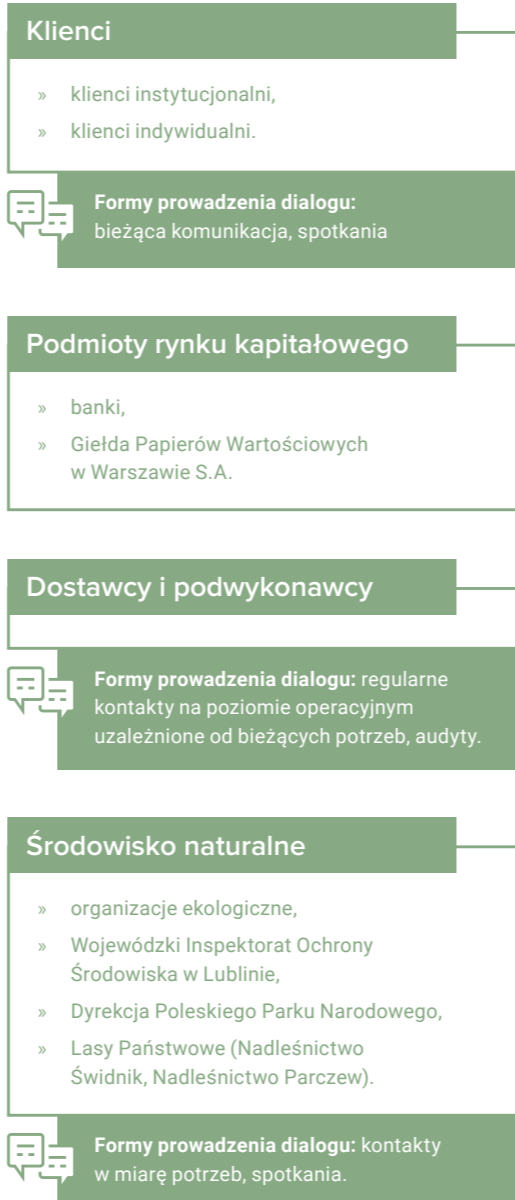 Klienci
» klienci instytucjonalni,
» klienci indywidualni.
Formy prowadzenia dialogu:
bieżąca komunikacja, spotkania
Podmioty rynku kapitałowego
» banki,
» Giełda Papierów Wartościowych
w Warszawie S.A.
Dostawcy i podwykonawcy
Formy prowadzenia dialogu: regularne
kontakty na poziomie operacyjnym
uzależnione od bieżących potrzeb, audyty.
Środowisko naturalne
» organizacje ekologiczne,
» Wojewódzki Inspektorat Ochrony
Środowiska w Lublinie,
» Dyrekcja Poleskiego Parku Narodowego,
» Lasy Państwowe (Nadleśnictwo
Świdnik, Nadleśnictwo Parczew).
Formy prowadzenia dialogu: kontakty
w miarę potrzeb, spotkania.